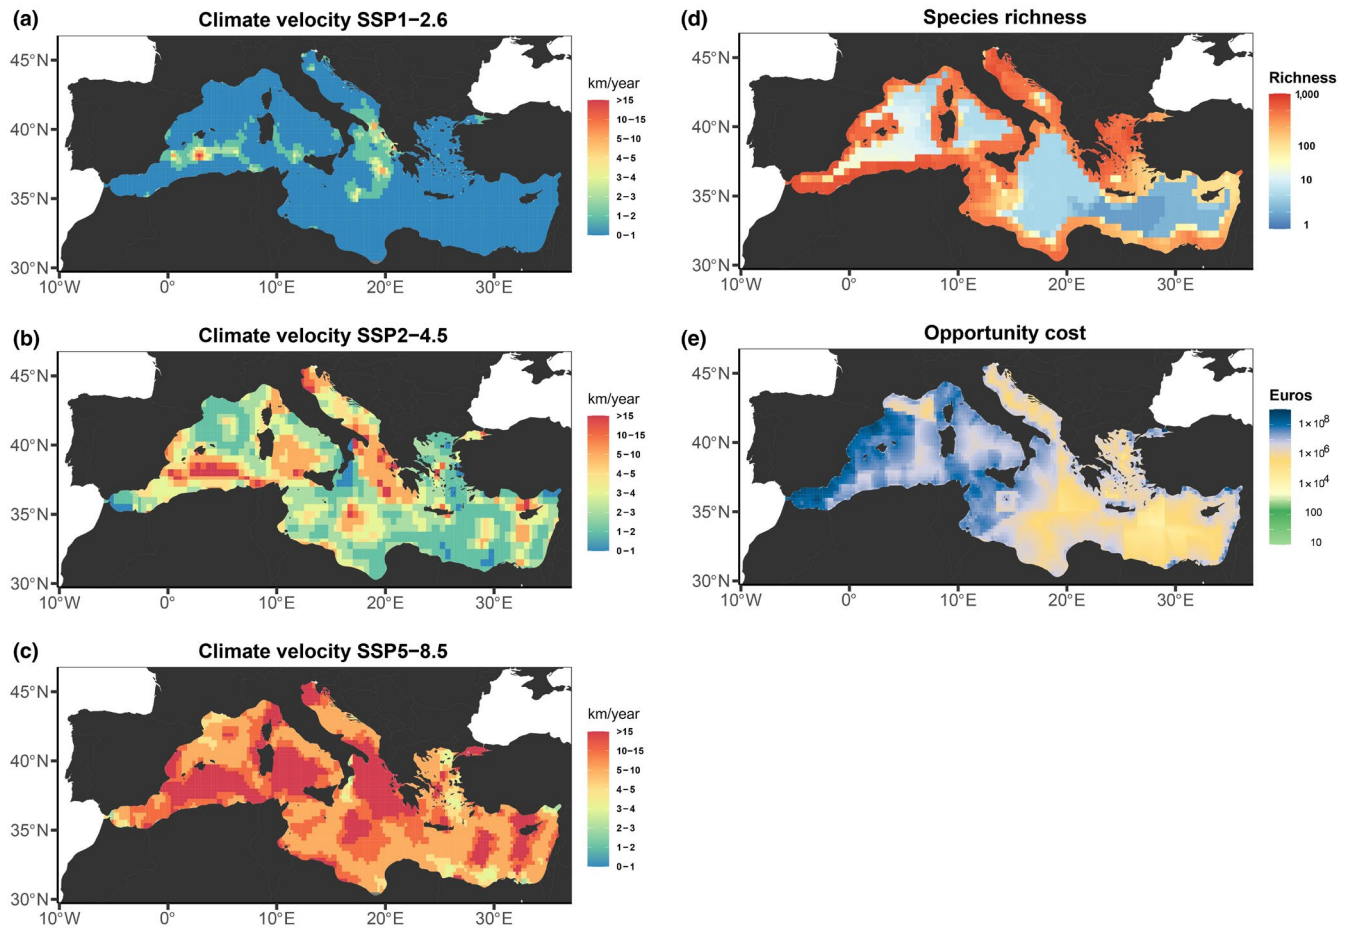 (a)
Climate velocity SSP1−2.6
45°N
40°N
35°N
30°N
10°W 0° 10°E 20°E 30°E
km/year
>15
10−15
5−10
4−5
3−4
2−3
1−2
0−1
(d)
Species richness
45°N
40°N
35°N
30°N
10°W 0° 10°E 20°E 30°E
Richness
1,000
100
10
1
(b)
Climate velocity SSP2−4.5
45°N
40°N
35°N
30°N
10°W 0° 10°E 20°E 30°E
km/year
>15
10−15
5−10
4−5
3−4
2−3
1−2
0−1
(e)
Opportunity cost
45°N
40°N
35°N
30°N
10°W 0° 10°E 20°E 30°E
Euros
1×10⁸
1×10⁶
1×10⁴
100
10
(c)
Climate velocity SSP5−8.5
45°N
40°N
35°N
30°N
10°W 0° 10°E 20°E 30°E
km/year
>15
10−15
5−10
4−5
3−4
2−3
1−2
0−1